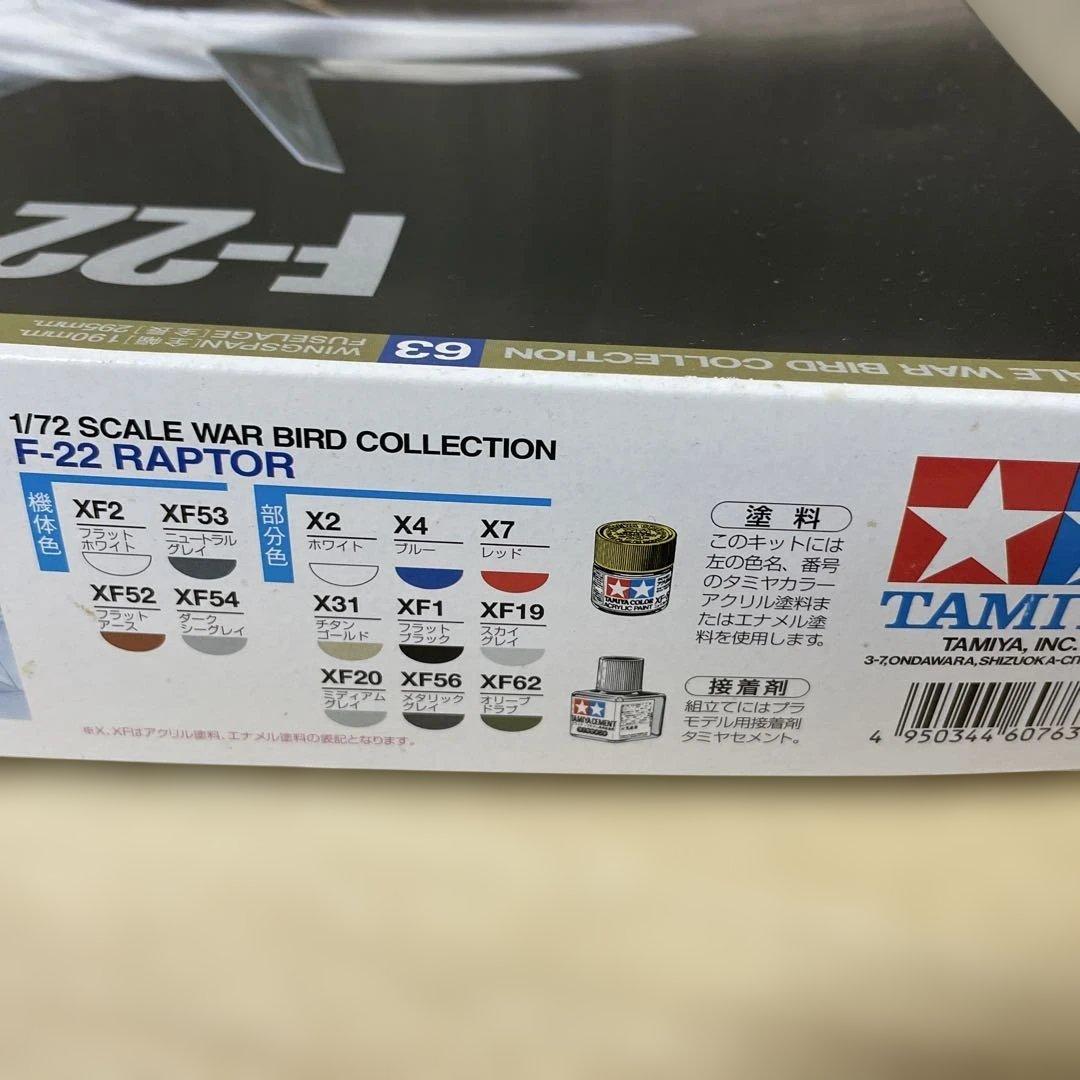 F-22
WINGSPAN [全幅] 190mm.
FUSELAGE [全長] 295mm.
63
ALE WAR BIRD COLLECTION
1/72 SCALE WAR BIRD COLLECTION
F-22 RAPTOR
機体色
XF2
フラット
ホワイト
XF53
ニュートラル
グレイ
XF52
フラット
アース
XF54
ダーク
シーグレイ
部分色
X2
ホワイト
X4
ブルー
X7
レッド
X31
チタン
ゴールド
XF1
フラット
ブラック
XF19
スカイ
グレイ
XF20
ミディアム
グレイ
XF56
メタリック
グレイ
XF62
オリーブ
ドラブ
※X、XFはアクリル塗料、エナメル塗料の表記となります。
TAMIYA COLOR
ACRYLIC PAINT
塗料
このキットには
左の色名、番号
のタミヤカラー
アクリル塗料ま
たはエナメル塗
料を使用します。
TAMIYA CEMENT
接着剤
組立てにはプラ
モデル用接着剤
タミヤセメント。
TAMI
TAMIYA, INC.
3-7, ONDAWARA, SHIZUOKA-CIT
4 950344 60763